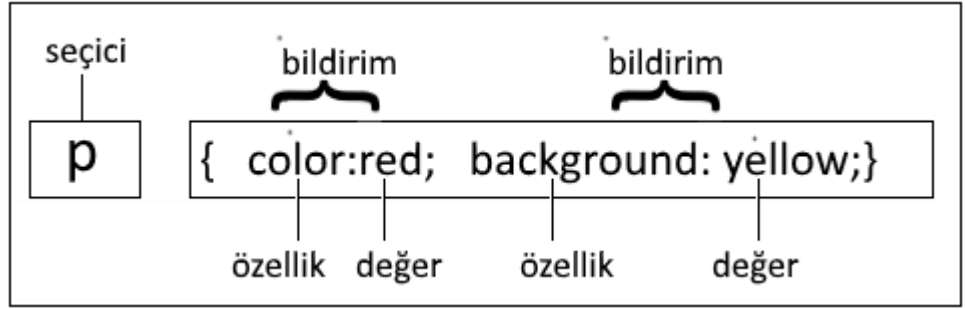 seçici
bildirim bildirim
p { color:red; background: yellow;}
özellik değer özellik değer